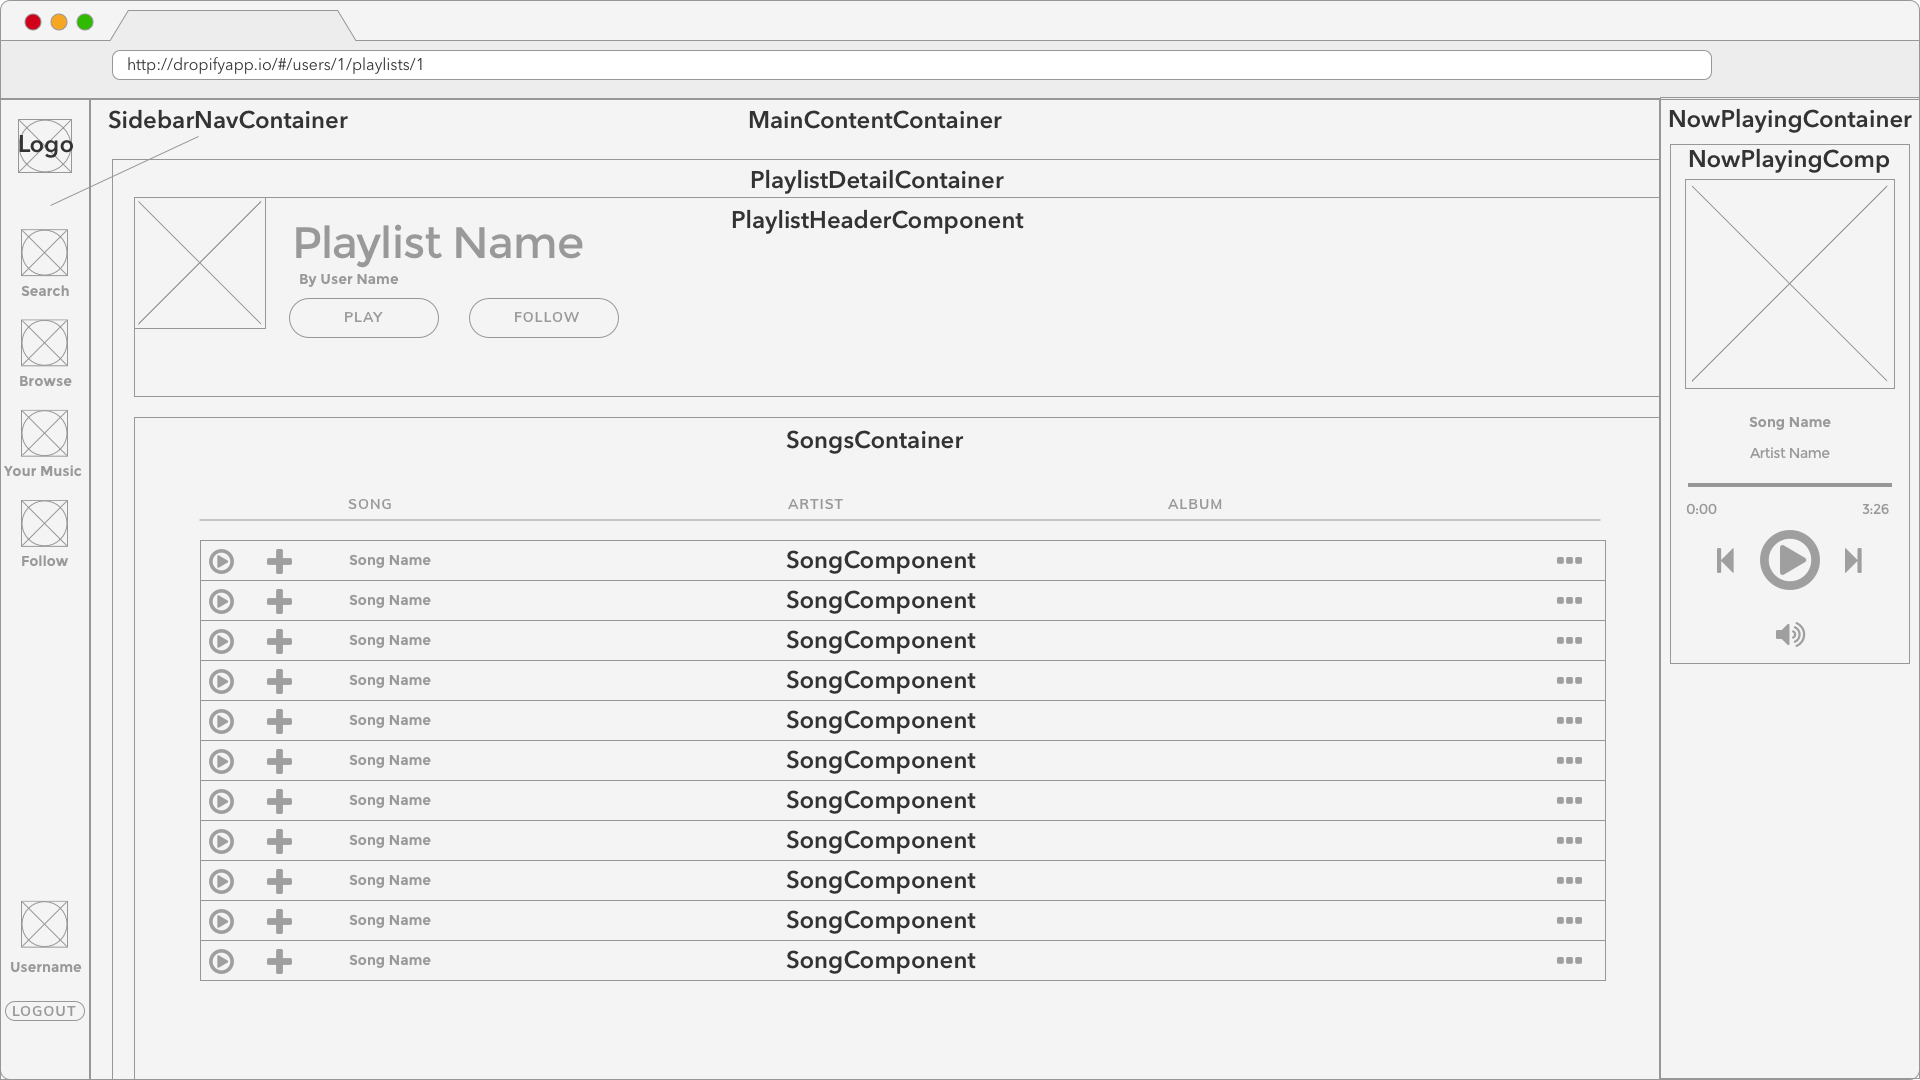 http://dropifyapp.io/#/users/1/playlists/1
SidebarNavContainer
Logo
Search
Browse
Your Music
Follow
Username
LOGOUT
MainContentContainer
PlaylistDetailContainer
PlaylistHeaderComponent
Playlist Name
By User Name
PLAY FOLLOW
SongsContainer
SONG ARTIST ALBUM
Song Name SongComponent
Song Name SongComponent
Song Name SongComponent
Song Name SongComponent
Song Name SongComponent
Song Name SongComponent
Song Name SongComponent
Song Name SongComponent
Song Name SongComponent
Song Name SongComponent
Song Name SongComponent
NowPlayingContainer
NowPlayingComp
Song Name
Artist Name
0:00 3:26